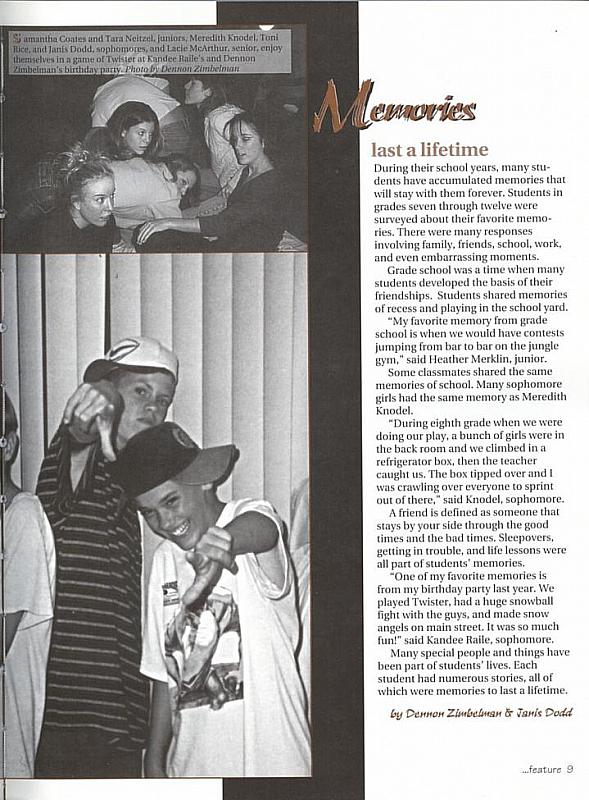 Samantha Coates and Tara Neitzel, juniors, Meredith Knodel, Toni
Rice, and Janis Dodd, sophomores, and Lacie McArthur, senior, enjoy
themselves in a game of Twister at Kandee Raile's and Dennon
Zimbelman's birthday party. Photo by Dennon Zimbelman
Memories
last a lifetime
During their school years, many stu-
dents have accumulated memories that
will stay with them forever. Students in
grades seven through twelve were
surveyed about their favorite memo-
ries. There were many responses
involving family, friends, school, work,
and even embarrassing moments.
Grade school was a time when many
students developed the basis of their
friendships. Students shared memories
of recess and playing in the school yard.
"My favorite memory from grade
school is when we would have contests
jumping from bar to bar on the jungle
gym," said Heather Merklin, junior.
Some classmates shared the same
memories of school. Many sophomore
girls had the same memory as Meredith
Knodel.
"During eighth grade when we were
doing our play, a bunch of girls were in
the back room and we climbed in a
refrigerator box, then the teacher
caught us. The box tipped over and I
was crawling over everyone to sprint
out of there," said Knodel, sophomore.
A friend is defined as someone that
stays by your side through the good
times and the bad times. Sleepovers,
getting in trouble, and life lessons were
all part of students' memories.
"One of my favorite memories is
from my birthday party last year. We
played Twister, had a huge snowball
fight with the guys, and made snow
angels on main street. It was so much
fun!" said Kandee Raile, sophomore.
Many special people and things have
been part of students' lives. Each
student had numerous stories, all of
which were memories to last a lifetime.
by Dennon Zimbelman & Janis Dodd
...feature 9